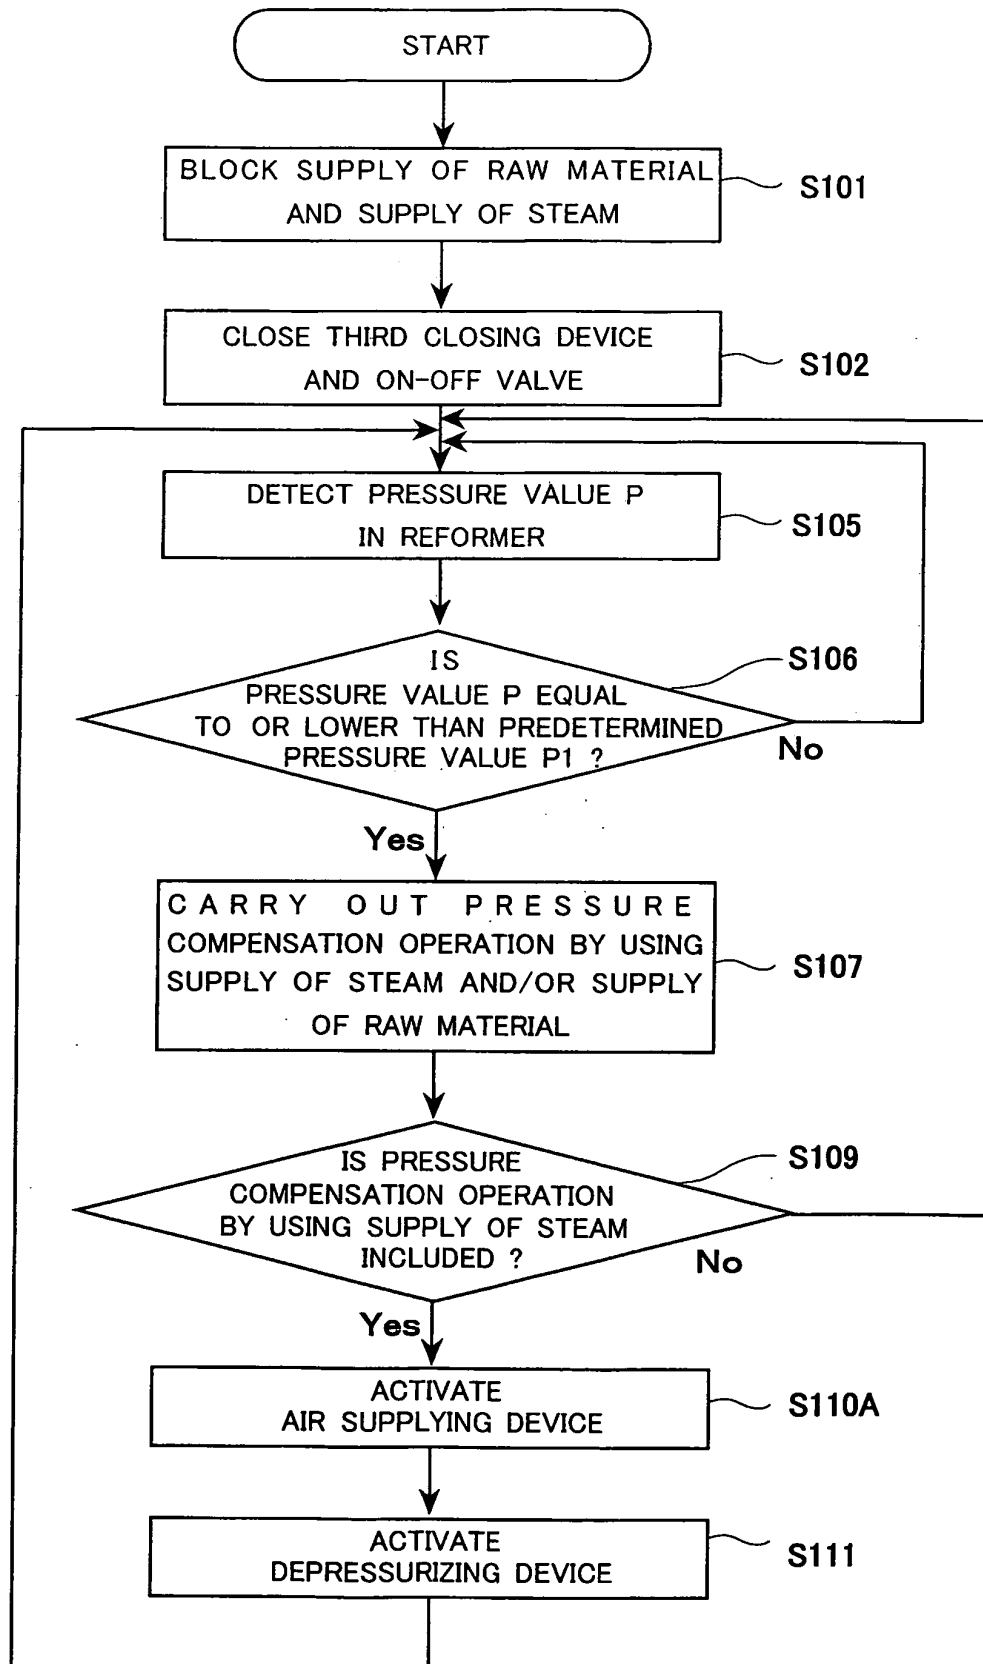 START
BLOCK SUPPLY OF RAW MATERIAL
AND SUPPLY OF STEAM
S101
CLOSE THIRD CLOSING DEVICE
AND ON-OFF VALVE
S102
DETECT PRESSURE VALUE P
IN REFORMER
S105
IS
PRESSURE VALUE P EQUAL
TO OR LOWER THAN PREDETERMINED
PRESSURE VALUE P1 ?
S106
No
Yes
CARRY OUT PRESSURE
COMPENSATION OPERATION BY USING
SUPPLY OF STEAM AND/OR SUPPLY
OF RAW MATERIAL
S107
IS PRESSURE
COMPENSATION OPERATION
BY USING SUPPLY OF STEAM
INCLUDED ?
S109
No
Yes
ACTIVATE
AIR SUPPLYING DEVICE
S110A
ACTIVATE
DEPRESSURIZING DEVICE
S111